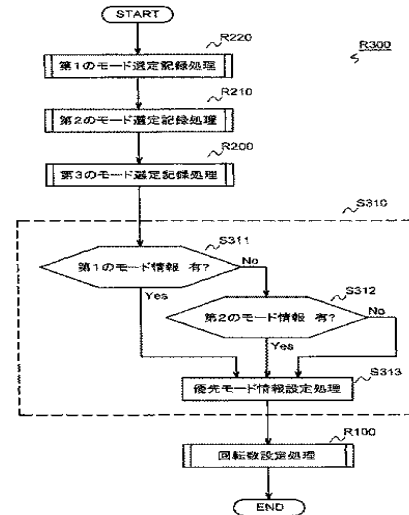 START
R220
R300
第1のモード選定記録処理
R210
第2のモード選定記録処理
R200
第3のモード選定記録処理
S310
S311
第1のモード情報 有?
No
S312
Yes
第2のモード情報 有?
No
Yes
S313
優先モード情報設定処理
R100
回転数設定処理
END